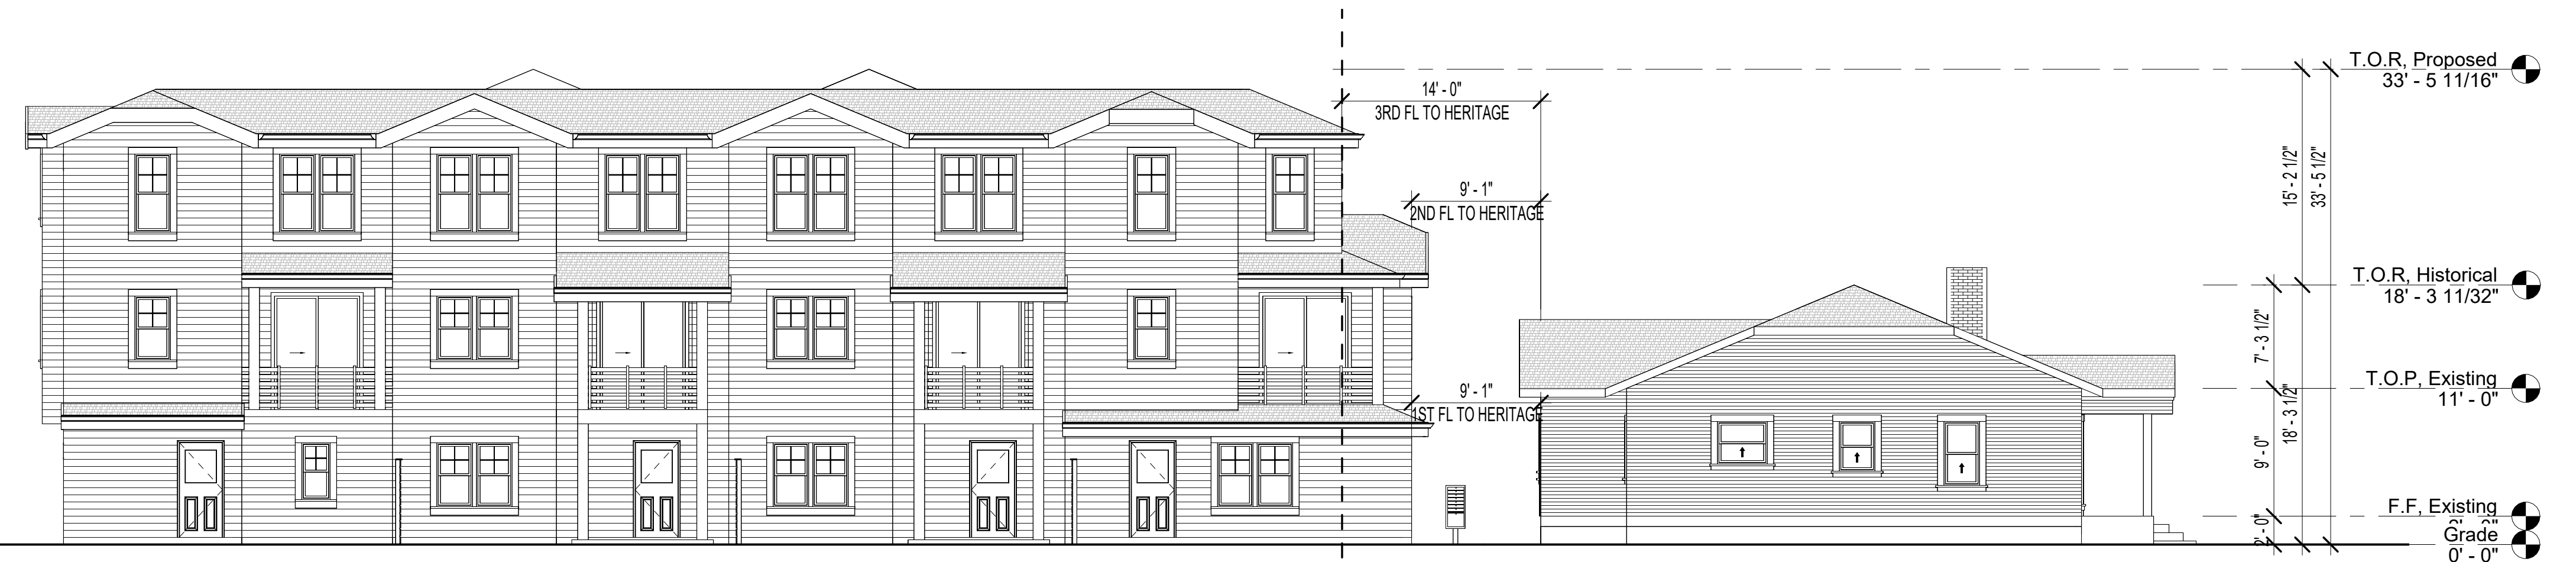 T.O.R, Proposed
33' - 5 11/16"
14' - 0"
3RD FL TO HERITAGE
15' - 2 1/2"
33' - 5 1/2"
9' - 1"
2ND FL TO HERITAGE
T.O.R, Historical
18' - 3 11/32"
7' - 3 1/2"
T.O.P, Existing
11' - 0"
9' - 1"
1ST FL TO HERITAGE
18' - 3 1/2"
9' - 0"
F.F, Existing
2' - 0"
Grade
0' - 0"